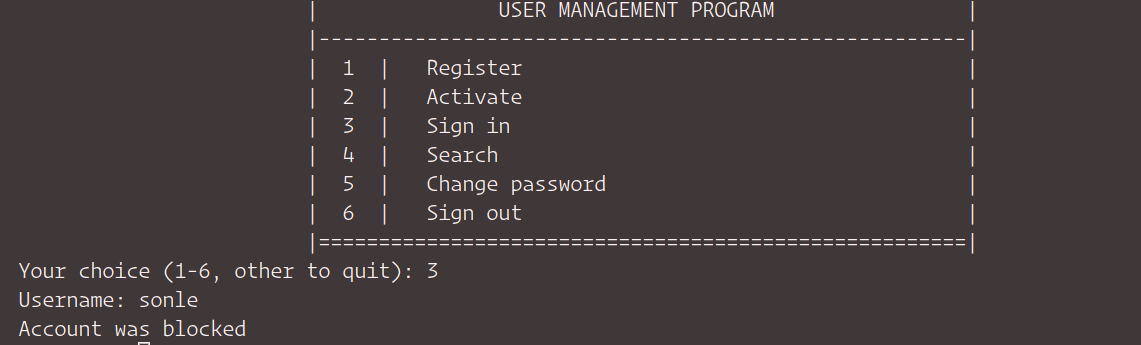 | USER MANAGEMENT PROGRAM |
|------------------------------------------------------|
| 1 | Register |
| 2 | Activate |
| 3 | Sign in |
| 4 | Search |
| 5 | Change password |
| 6 | Sign out |
|======================================================|
Your choice (1-6, other to quit): 3
Username: sonle
Account was blocked